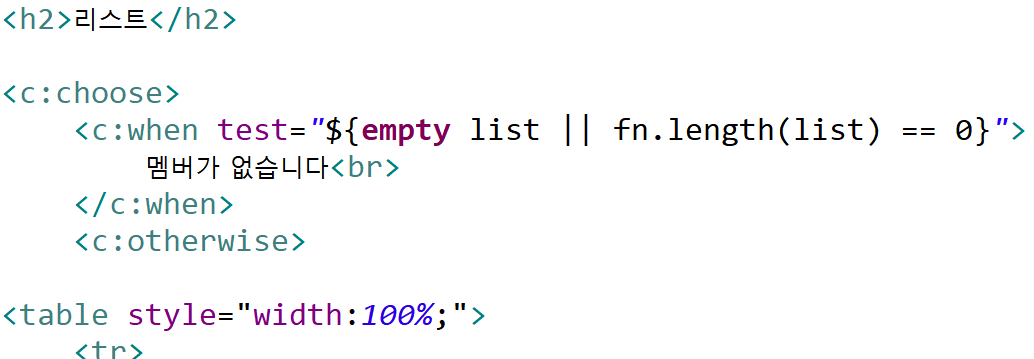 <h2>리스트</h2>
<c:choose>
<c:when test="${empty list || fn.length(list) == 0}">
멤버가 없습니다<br>
</c:when>
<c:otherwise>
<table style="width:100%;">
<tr>